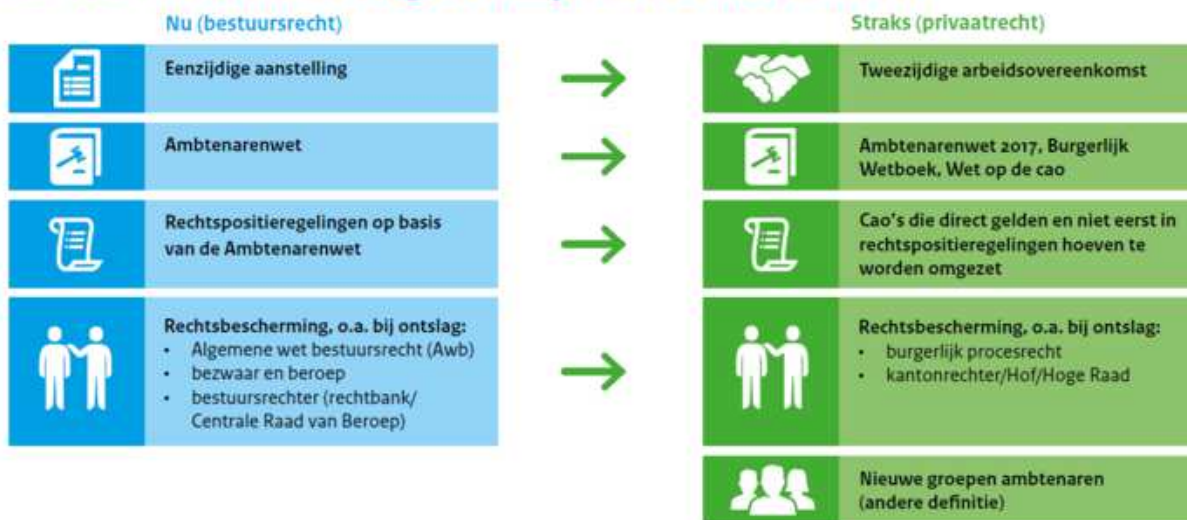 Nu (bestuursrecht)
Eenzijdige aanstelling
Ambtenarenwet
Rechtspositieregelingen op basis
van de Ambtenarenwet
Rechtsbescherming, o.a. bij ontslag:
• Algemene wet bestuursrecht (Awb)
• bezwaar en beroep
• bestuursrechter (rechtbank/
Centrale Raad van Beroep)
Straks (privaatrecht)
Tweezijdige arbeidsovereenkomst
Ambtenarenwet 2017, Burgerlijk
Wetboek, Wet op de cao
Cao's die direct gelden en niet eerst in
rechtspositieregelingen hoeven te
worden omgezet
Rechtsbescherming, o.a. bij ontslag:
• burgerlijk procesrecht
• kantonrechter/Hof/Hoge Raad
Nieuwe groepen ambtenaren
(andere definitie)